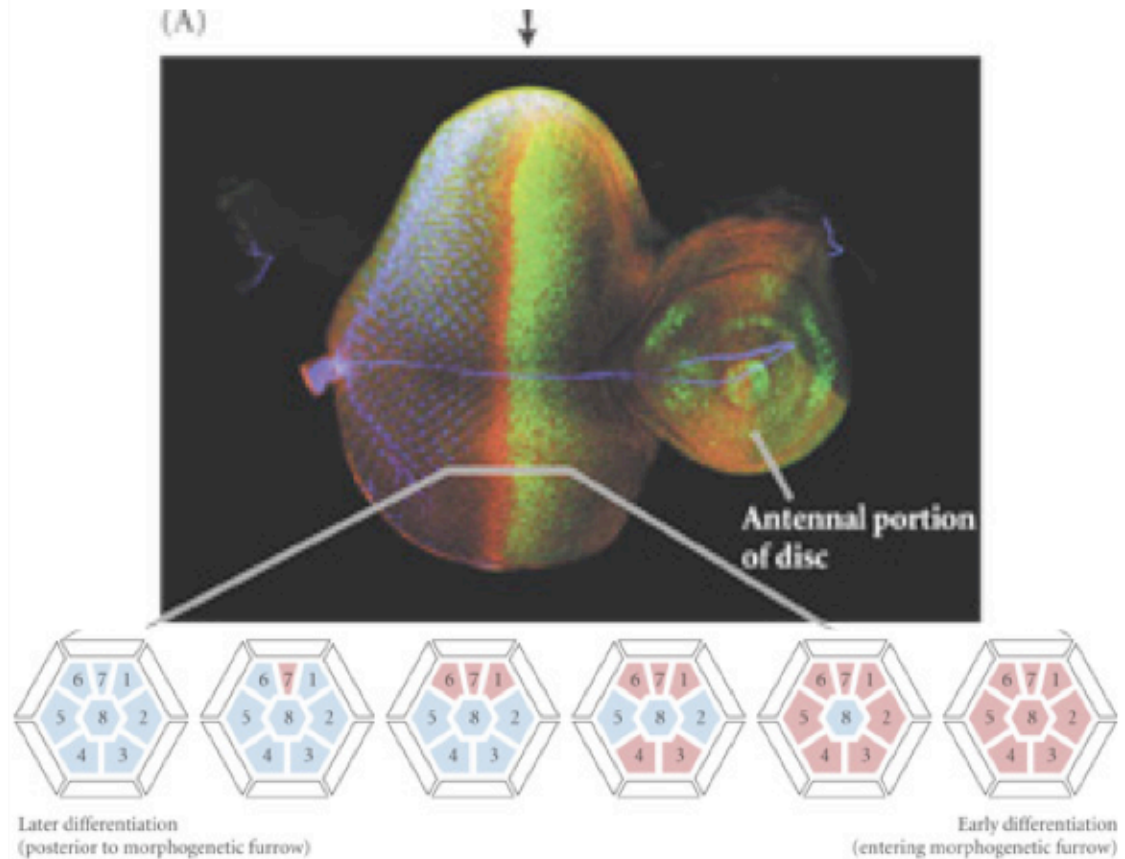 (A)
Antennal portion
of disc
6 7 1
5 8 2
4 3
6 7 1
5 8 2
4 3
6 7 1
5 8 2
4 3
6 7 1
5 8 2
4 3
6 7 1
5 8 2
4 3
6 7 1
5 8 2
4 3
Later differentiation
(posterior to morphogenetic furrow)
Early differentiation
(entering morphogenetic furrow)